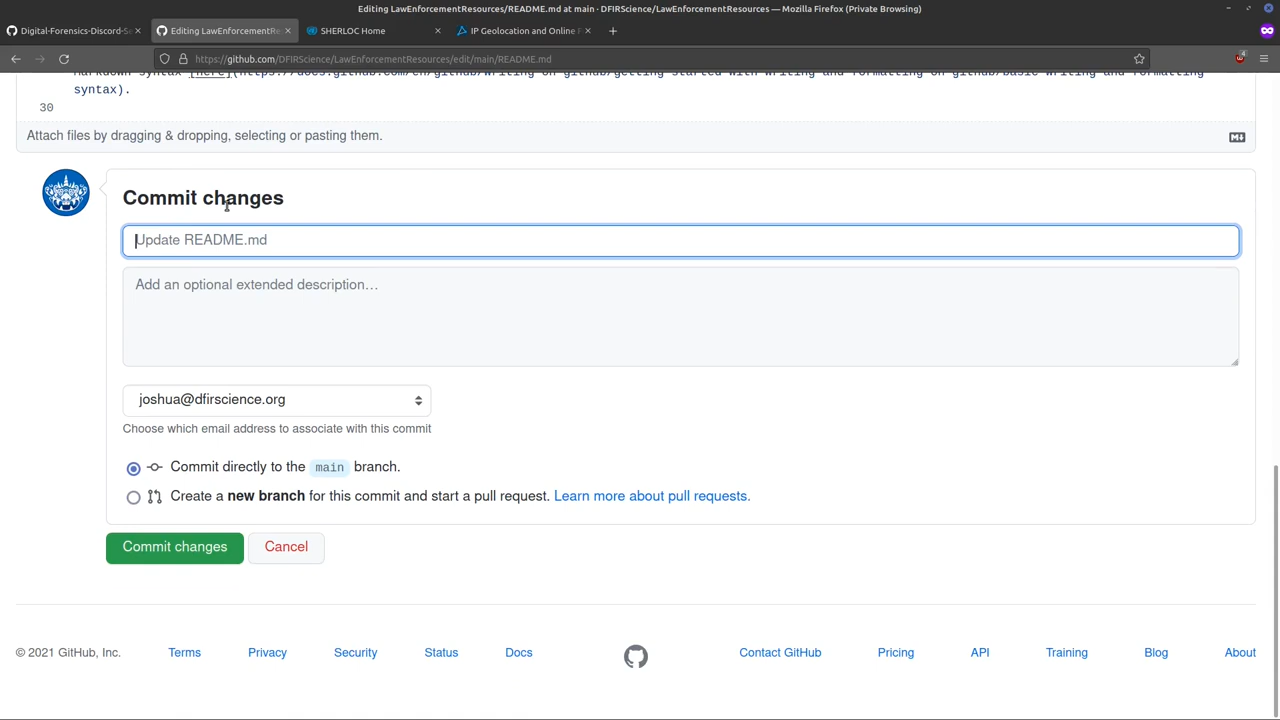 Editing LawEnforcementResources/README.md at main · DFIRScience/LawEnforcementResources — Mozilla Firefox (Private Browsing)
Digital-Forensics-Discord-Se
Editing LawEnforcementRe
SHERLOC Home
IP Geolocation and Online F
https://github.com/DFIRScience/LawEnforcementResources/edit/main/README.md
syntax).
30
Attach files by dragging & dropping, selecting or pasting them.
Commit changes
Update README.md
Add an optional extended description…
joshua@dfirscience.org
Choose which email address to associate with this commit
Commit directly to the main branch.
Create a new branch for this commit and start a pull request. Learn more about pull requests.
Commit changes
Cancel
© 2021 GitHub, Inc.
Terms
Privacy
Security
Status
Docs
Contact GitHub
Pricing
API
Training
Blog
About